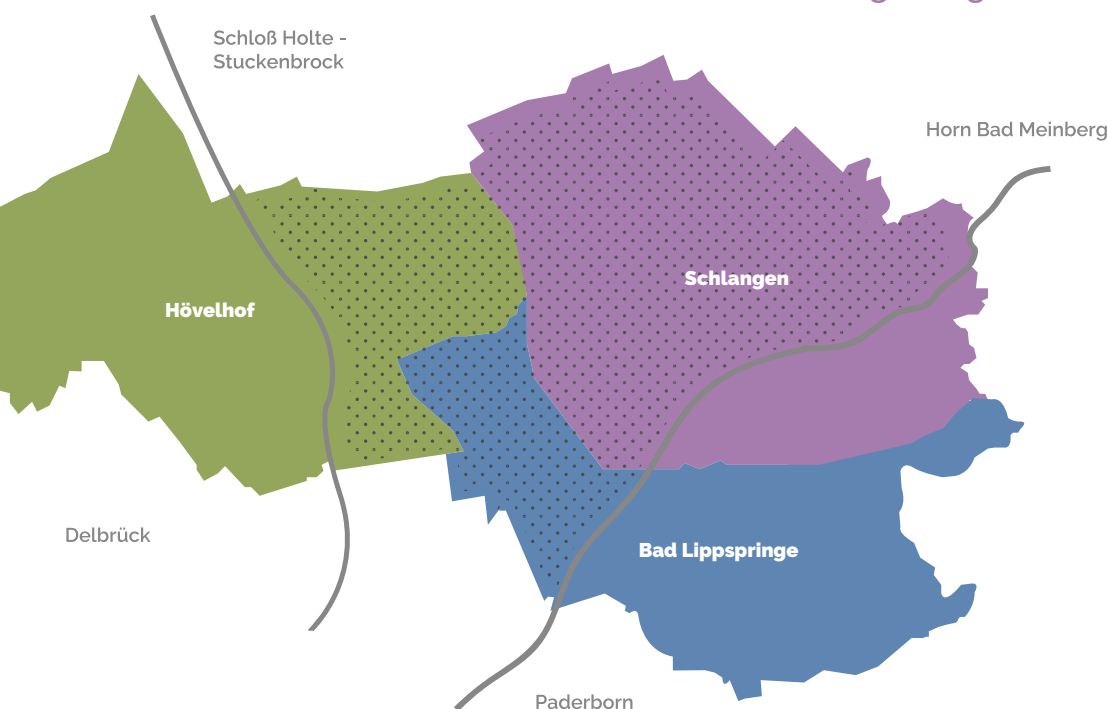 Schloß Holte -
Stuckenbrock
Horn Bad Meinberg
Schlangen
Hövelhof
Delbrück
Bad Lippspringe
Paderborn